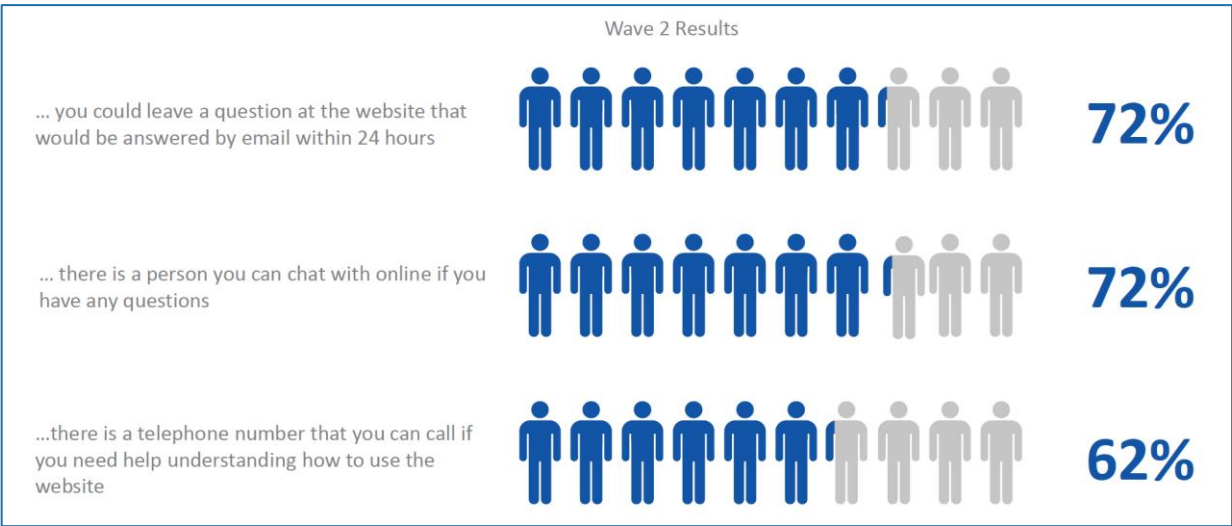 Wave 2 Results
... you could leave a question at the website that
would be answered by email within 24 hours
72%
... there is a person you can chat with online if you
have any questions
72%
...there is a telephone number that you can call if
you need help understanding how to use the
website
62%